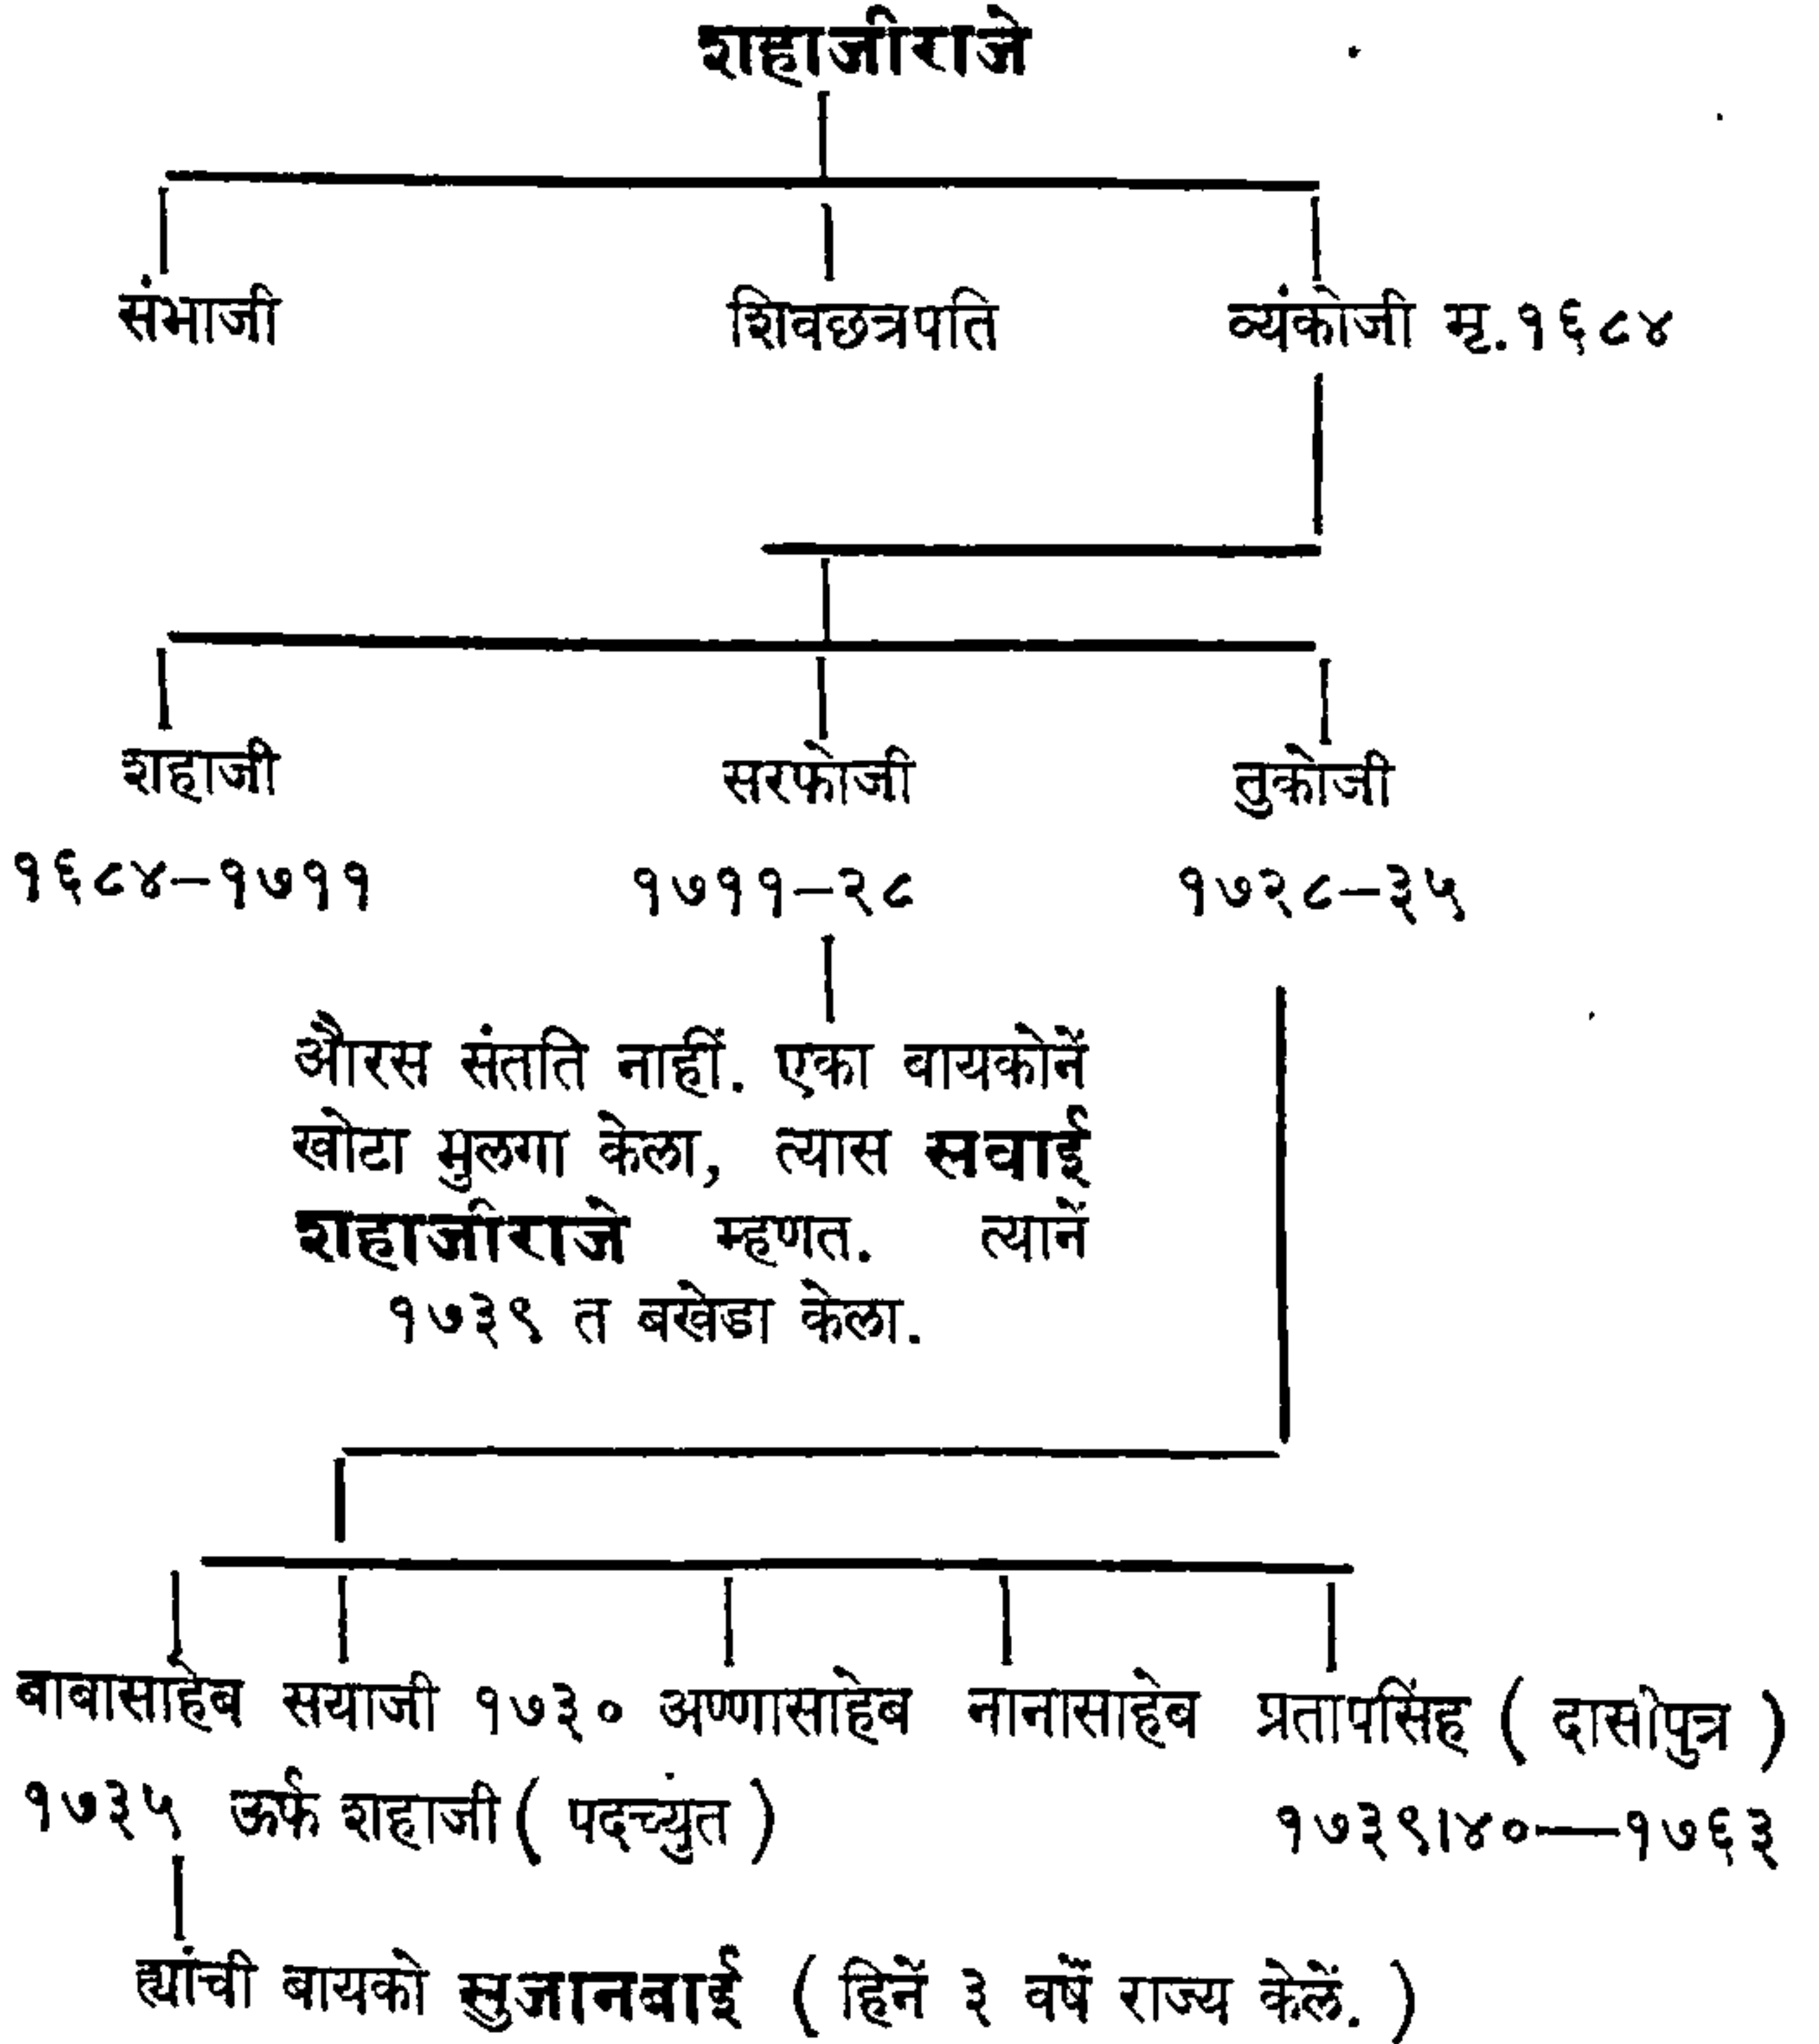 शहाजीराजे
संभाजी शिवछत्रपति व्यंकोजी मृ.१६८४
शहाजी सरफोजी तुकोजी
१६८४–१७११ १७११–२८ १७२८–३५
औरस संतति नाहीं. एका बायकोनें
खोटा मुलगा केला, त्यास सवाई
शहाजीराजे म्हणत. त्यानें
१७३९ त बखेडा केला.
बाबासाहेब सयाजी १७३० अण्णासाहेब नानासाहेब प्रतापसिंह ( दासीपुत्र )
१७३५ ऊर्फ शहाजी ( पदच्युत ) १७३९।४०—१७६३
ह्यांची बायको सुजानबाई ( हिनें ३ वर्षें राज्य केलें. )